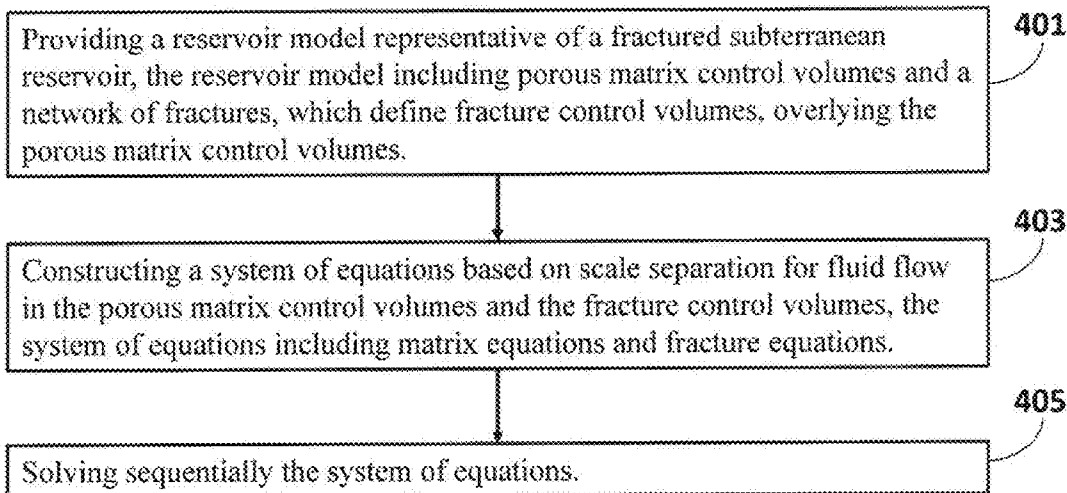 401
Providing a reservoir model representative of a fractured subterranean
reservoir, the reservoir model including porous matrix control volumes and a
network of fractures, which define fracture control volumes, overlying the
porous matrix control volumes.
403
Constructing a system of equations based on scale separation for fluid flow
in the porous matrix control volumes and the fracture control volumes, the
system of equations including matrix equations and fracture equations.
405
Solving sequentially the system of equations.